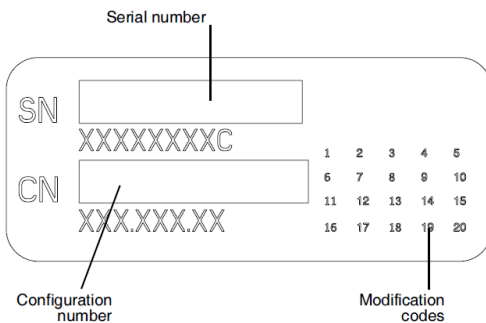 Serial number
SN
XXXXXXXXC
CN
XXX.XXX.XX
1 2 3 4 5
6 7 8 9 10
11 12 13 14 15
16 17 18 19 20
Configuration
number
Modification
codes